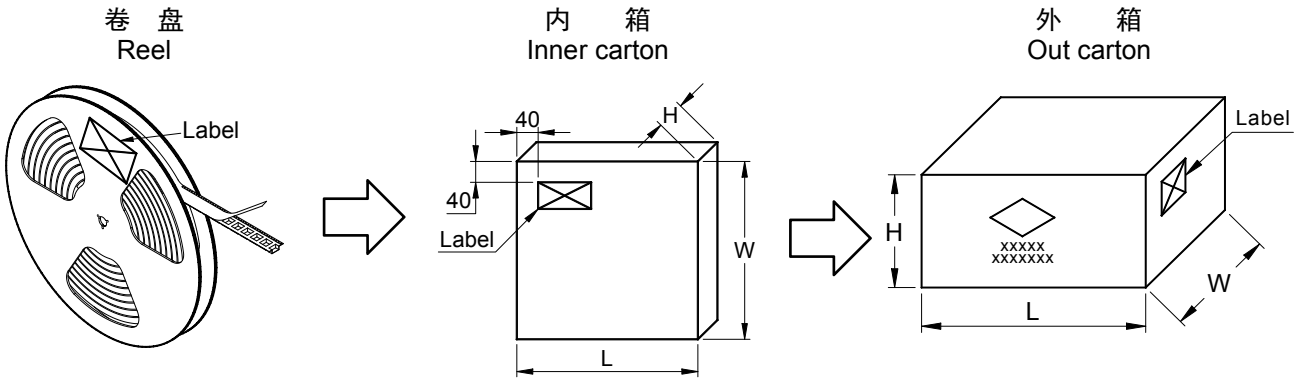 卷 盘
Reel
Label
内 箱
Inner carton
40
H
40
Label
W
L
外 箱
Out carton
Label
H
xxxxx
xxxxxxx
W
L